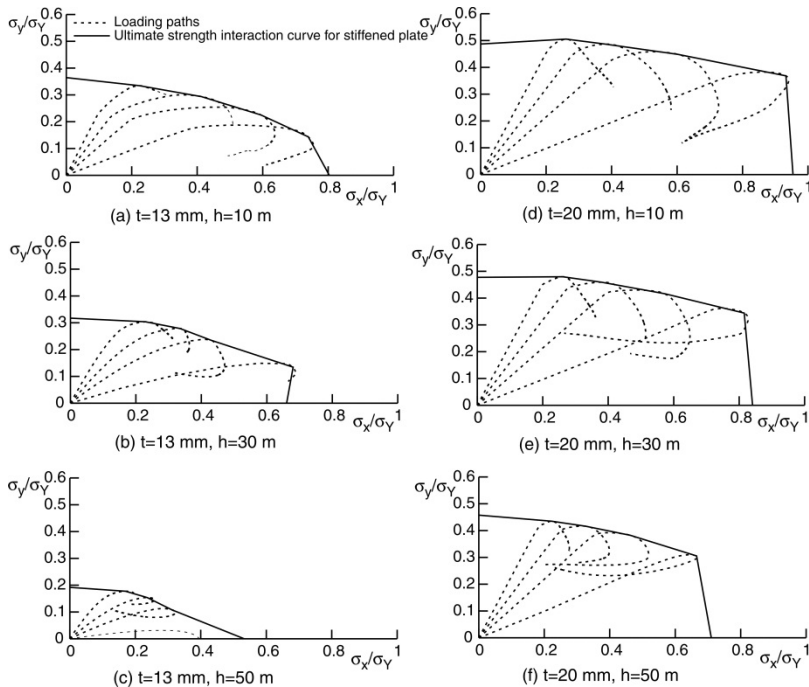 σy/σY
Loading paths
Ultimate strength interaction curve for stiffened plate
0.6
0.5
0.4
0.3
0.2
0.1
0
0 0.2 0.4 0.6 0.8 1
σx/σY
(a) t=13 mm, h=10 m
σy/σY
0.6
0.5
0.4
0.3
0.2
0.1
0
0 0.2 0.4 0.6 0.8 1
σx/σY
(d) t=20 mm, h=10 m
σy/σY
0.6
0.5
0.4
0.3
0.2
0.1
0
0 0.2 0.4 0.6 0.8 1
σx/σY
(b) t=13 mm, h=30 m
σy/σY
0.6
0.5
0.4
0.3
0.2
0.1
0
0 0.2 0.4 0.6 0.8 1
σx/σY
(e) t=20 mm, h=30 m
σy/σY
0.6
0.5
0.4
0.3
0.2
0.1
0
0 0.2 0.4 0.6 0.8 1
σx/σY
(c) t=13 mm, h=50 m
σy/σY
0.6
0.5
0.4
0.3
0.2
0.1
0
0 0.2 0.4 0.6 0.8 1
σx/σY
(f) t=20 mm, h=50 m